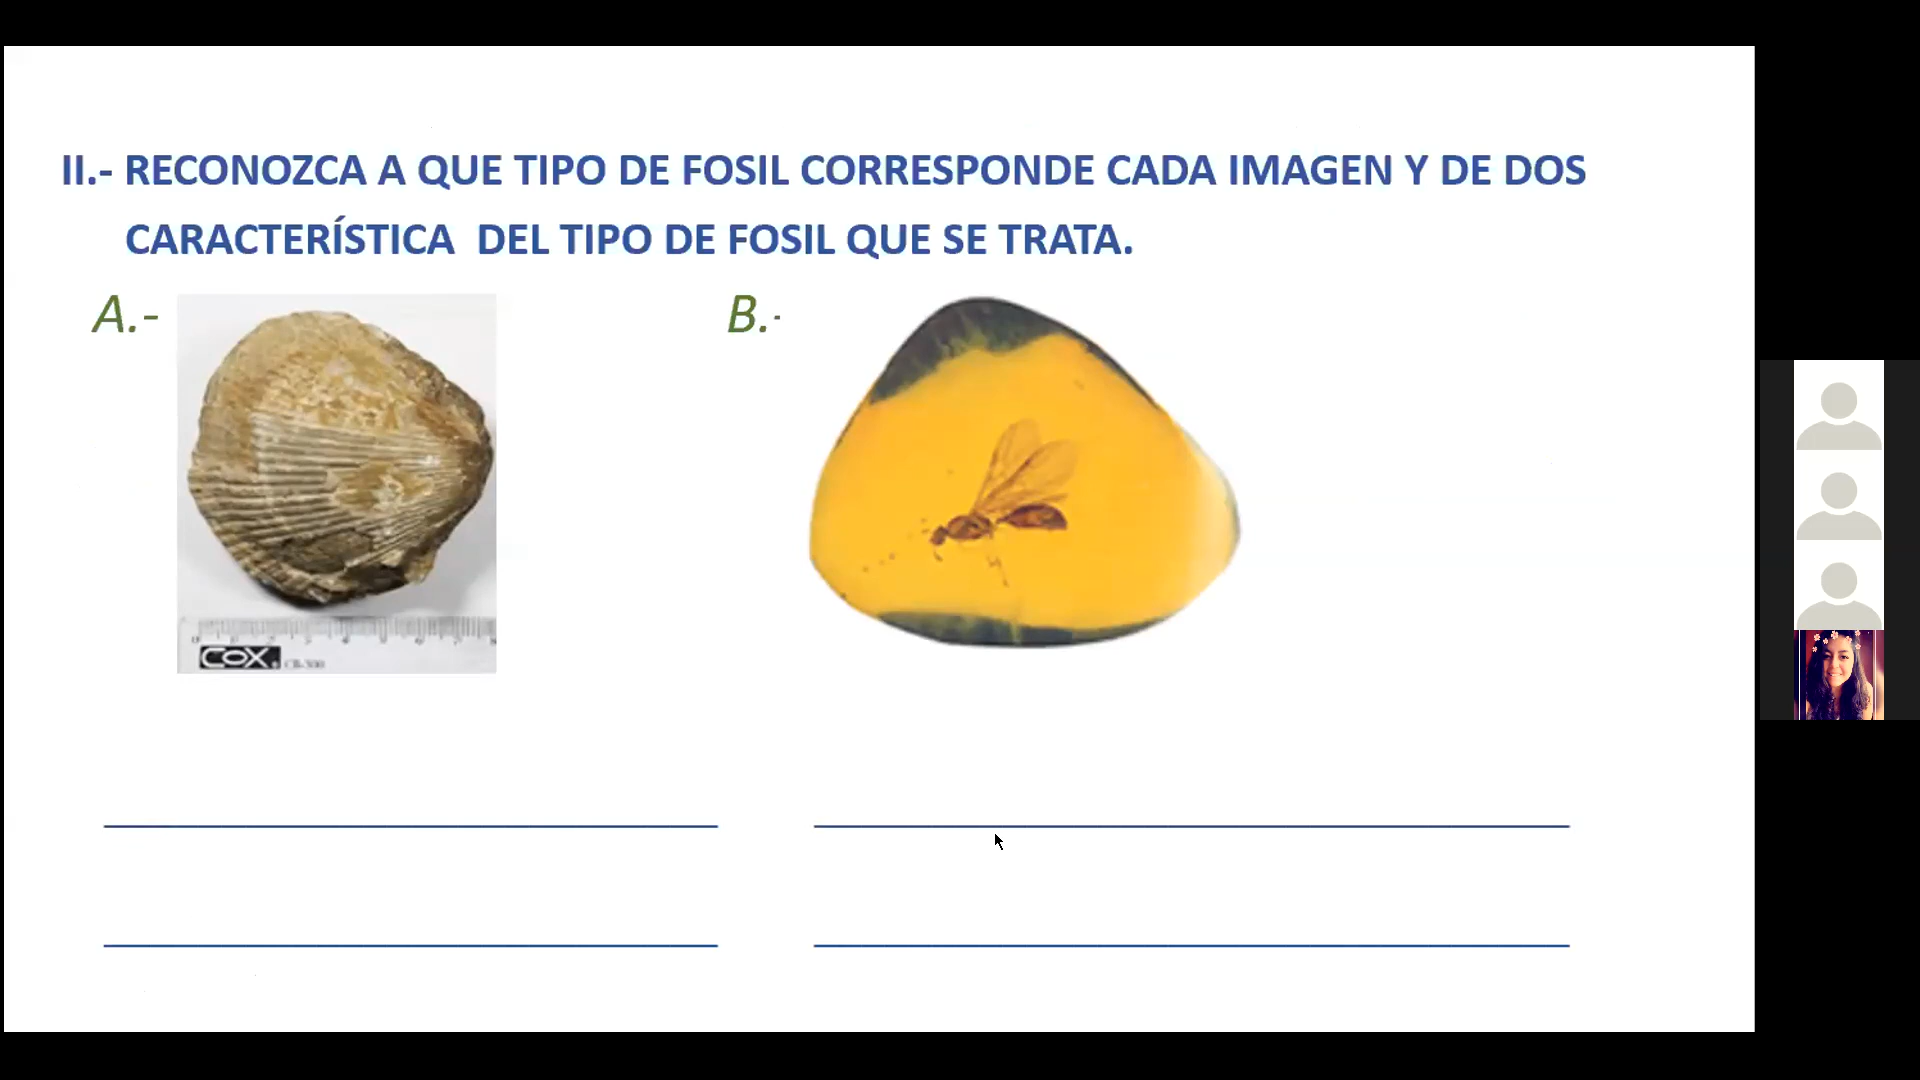 II.- RECONOZCA A QUE TIPO DE FOSIL CORRESPONDE CADA IMAGEN Y DE DOS
CARACTERÍSTICA DEL TIPO DE FOSIL QUE SE TRATA.
A.-
B.-
COX